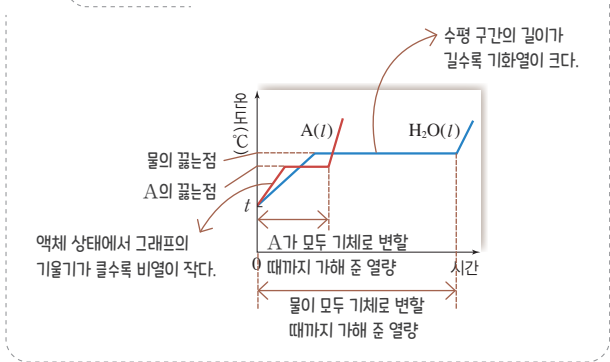 수평 구간의 길이가
길수록 기화열이 크다.
온도(℃)
A(l)
H₂O(l)
물의 끓는점
A의 끓는점
t
액체 상태에서 그래프의
기울기가 클수록 비열이 작다.
A가 모두 기체로 변할
때까지 가해 준 열량
0
시간
물이 모두 기체로 변할
때까지 가해 준 열량